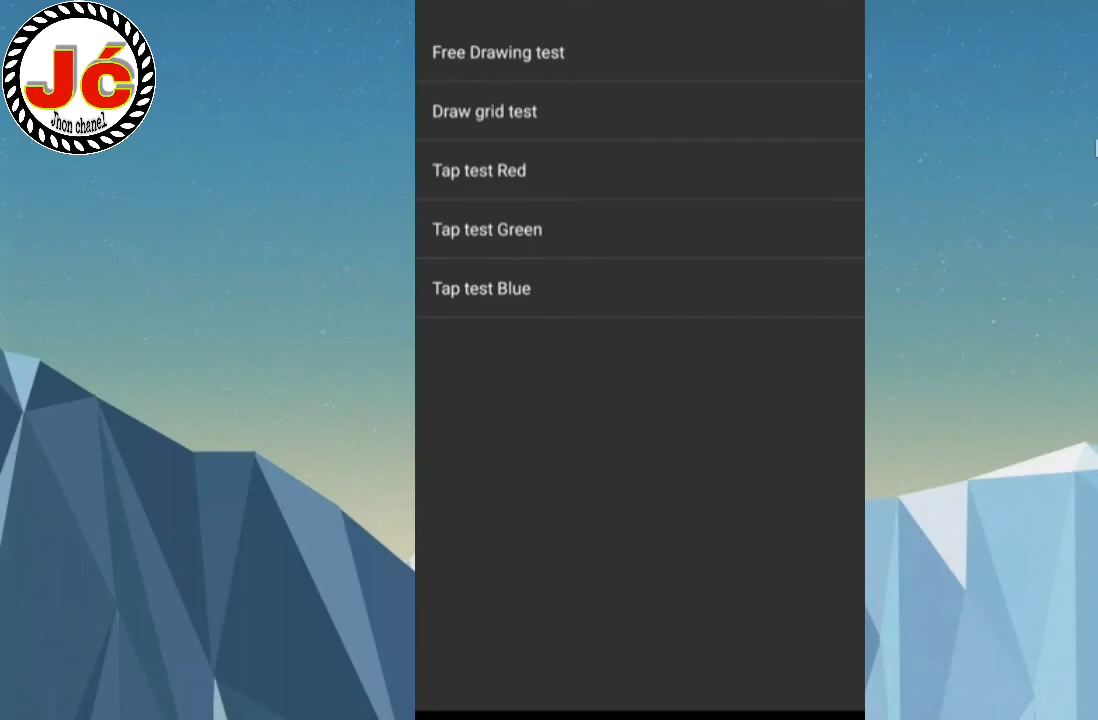 Jć
Jhon chanel
Free Drawing test
Draw grid test
Tap test Red
Tap test Green
Tap test Blue